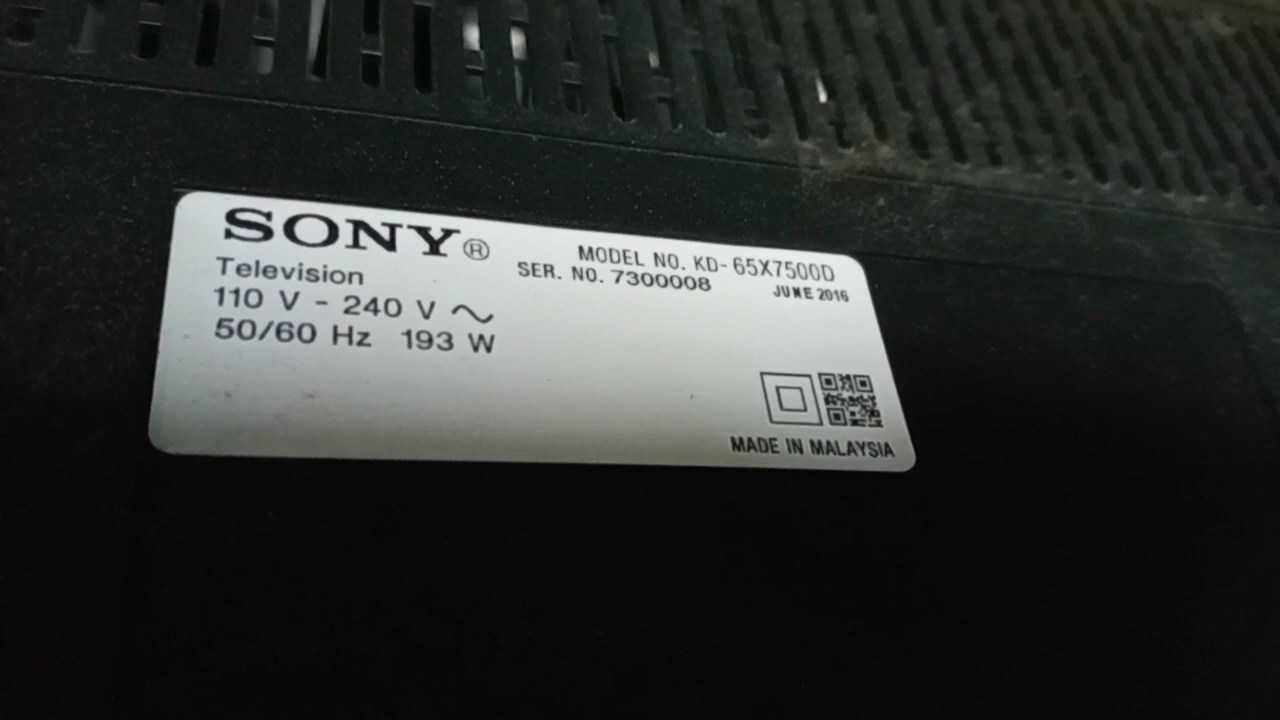 SONY®
MODEL NO. KD-65X7500D
Television
SER. NO. 7300008
JUNE 2016
110 V - 240 V ~
50/60 Hz 193 W
MADE IN MALAYSIA